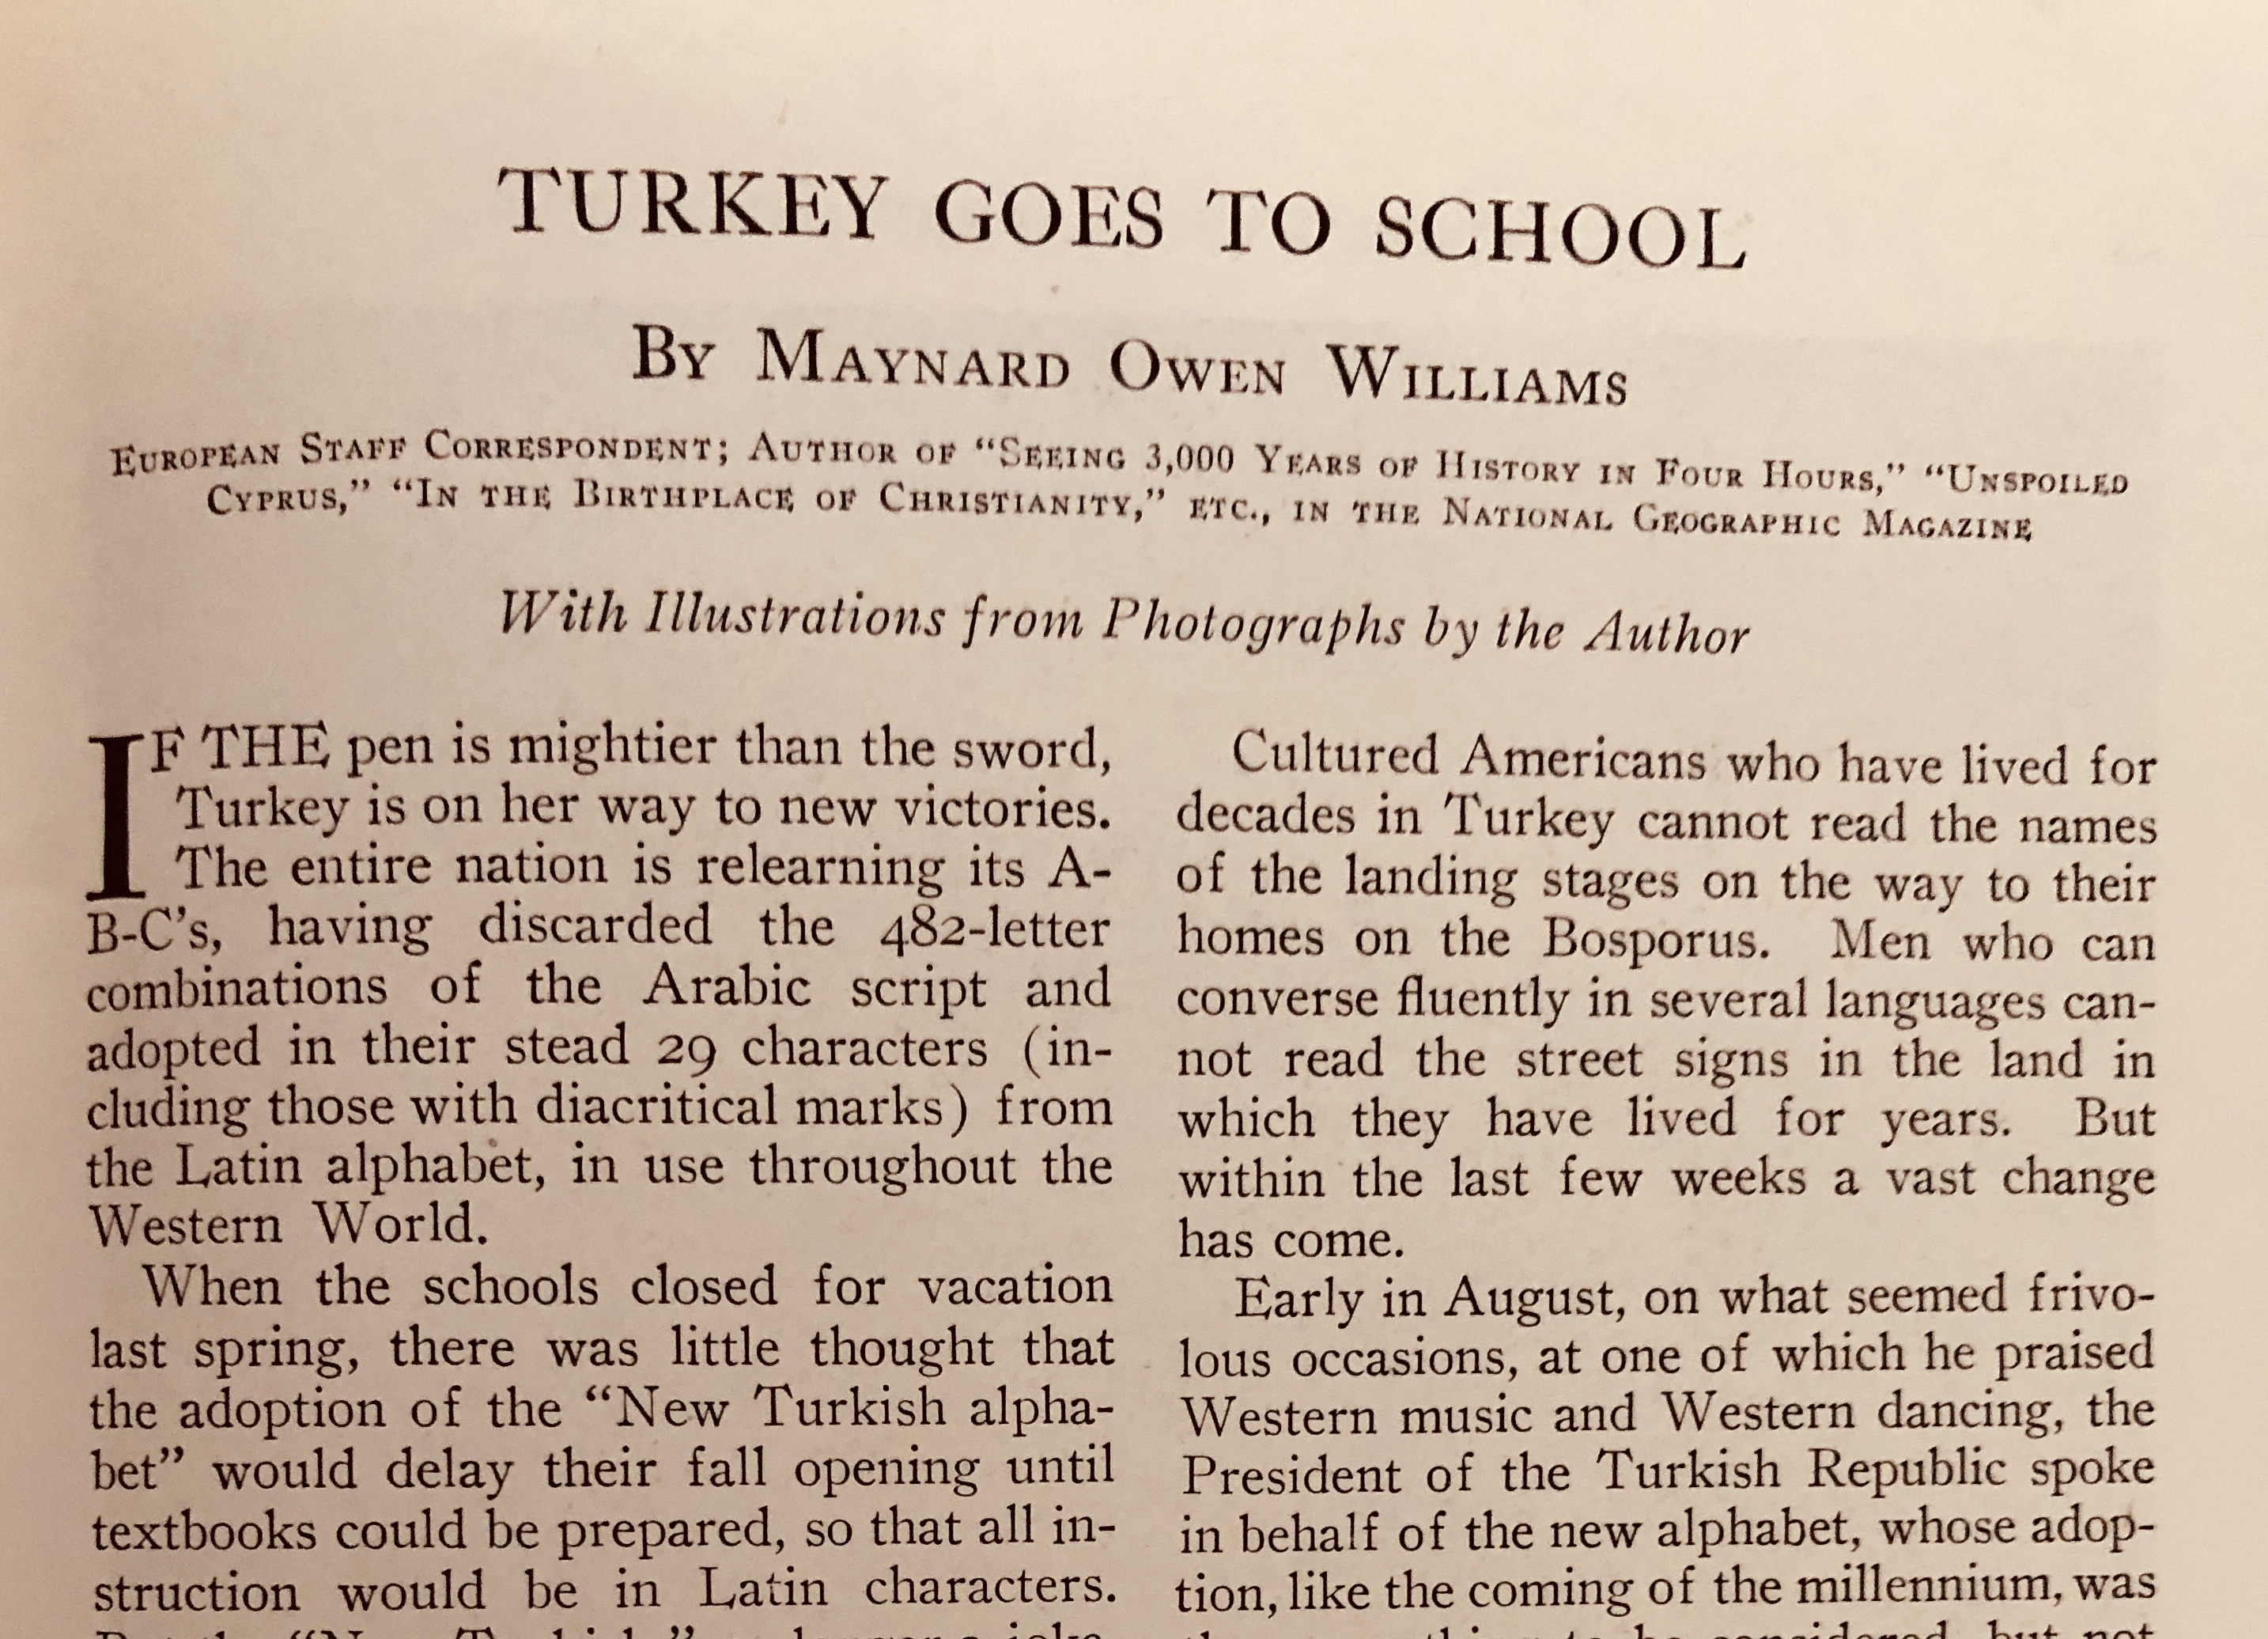 TURKEY GOES TO SCHOOL
By Maynard Owen Williams
European Staff Correspondent; Author of “Seeing 3,000 Years of History in Four Hours,” “Unspoiled
Cyprus,” “In the Birthplace of Christianity,” etc., in the National Geographic Magazine
With Illustrations from Photographs by the Author
IF THE pen is mightier than the sword,
Turkey is on her way to new victories.
The entire nation is relearning its A-
B-C’s, having discarded the 482-letter
combinations of the Arabic script and
adopted in their stead 29 characters (in-
cluding those with diacritical marks) from
the Latin alphabet, in use throughout the
Western World.
When the schools closed for vacation
last spring, there was little thought that
the adoption of the “New Turkish alpha-
bet” would delay their fall opening until
textbooks could be prepared, so that all in-
struction would be in Latin characters.
Cultured Americans who have lived for
decades in Turkey cannot read the names
of the landing stages on the way to their
homes on the Bosporus. Men who can
converse fluently in several languages can-
not read the street signs in the land in
which they have lived for years. But
within the last few weeks a vast change
has come.
Early in August, on what seemed frivo-
lous occasions, at one of which he praised
Western music and Western dancing, the
President of the Turkish Republic spoke
in behalf of the new alphabet, whose adop-
tion, like the coming of the millennium, was
to be considered, but not